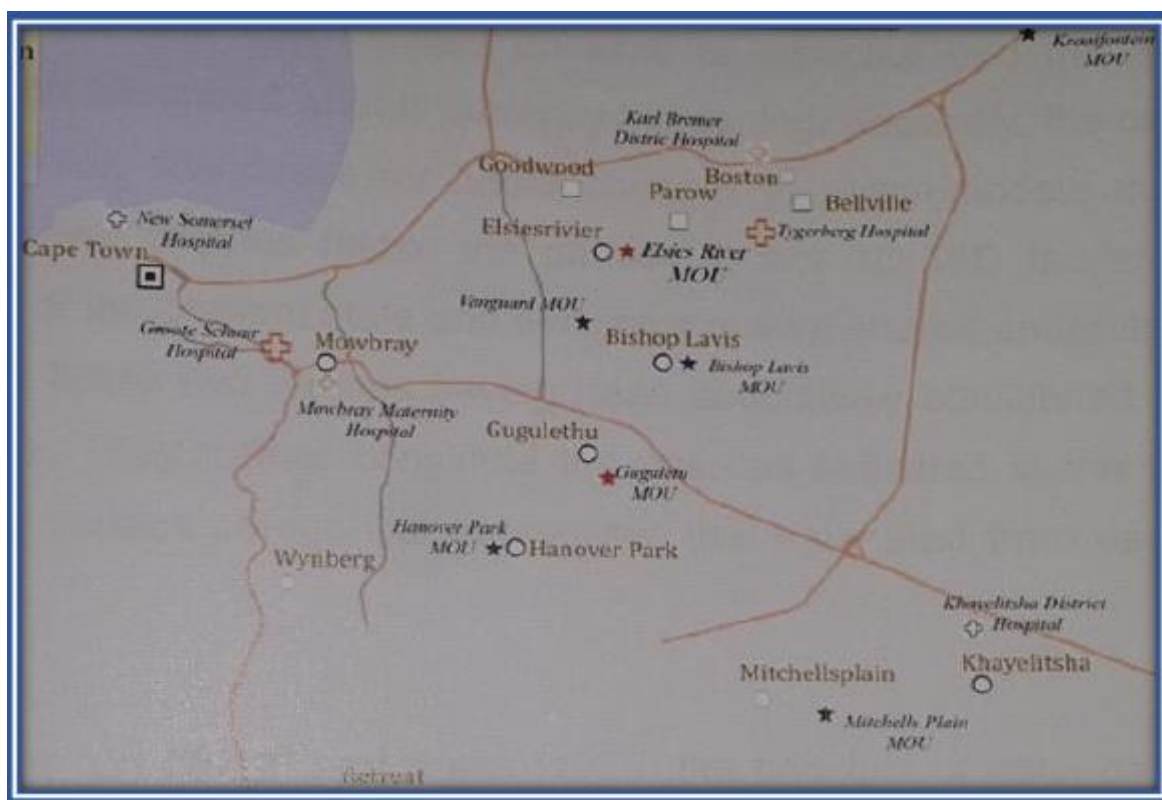 n
Kraaifontein
MOU
Karl Bremer
Distric Hospital
Goodwood
Boston
Parow
Bellville
New Somerset
Hospital
Elsiesrivier
Tygerberg Hospital
Cape Town
Elsies River
MOU
Vanguard MOU
Groote Schuur
Hospital
Mowbray
Bishop Lavis
Bishop Lavis
MOU
Mowbray Maternity
Hospital
Gugulethu
Guguletu
MOU
Hanover Park
MOU
Hanover Park
Wynberg
Khayelitsha District
Hospital
Khayelitsha
Mitchellsplain
Mitchells Plain
MOU
Retreat